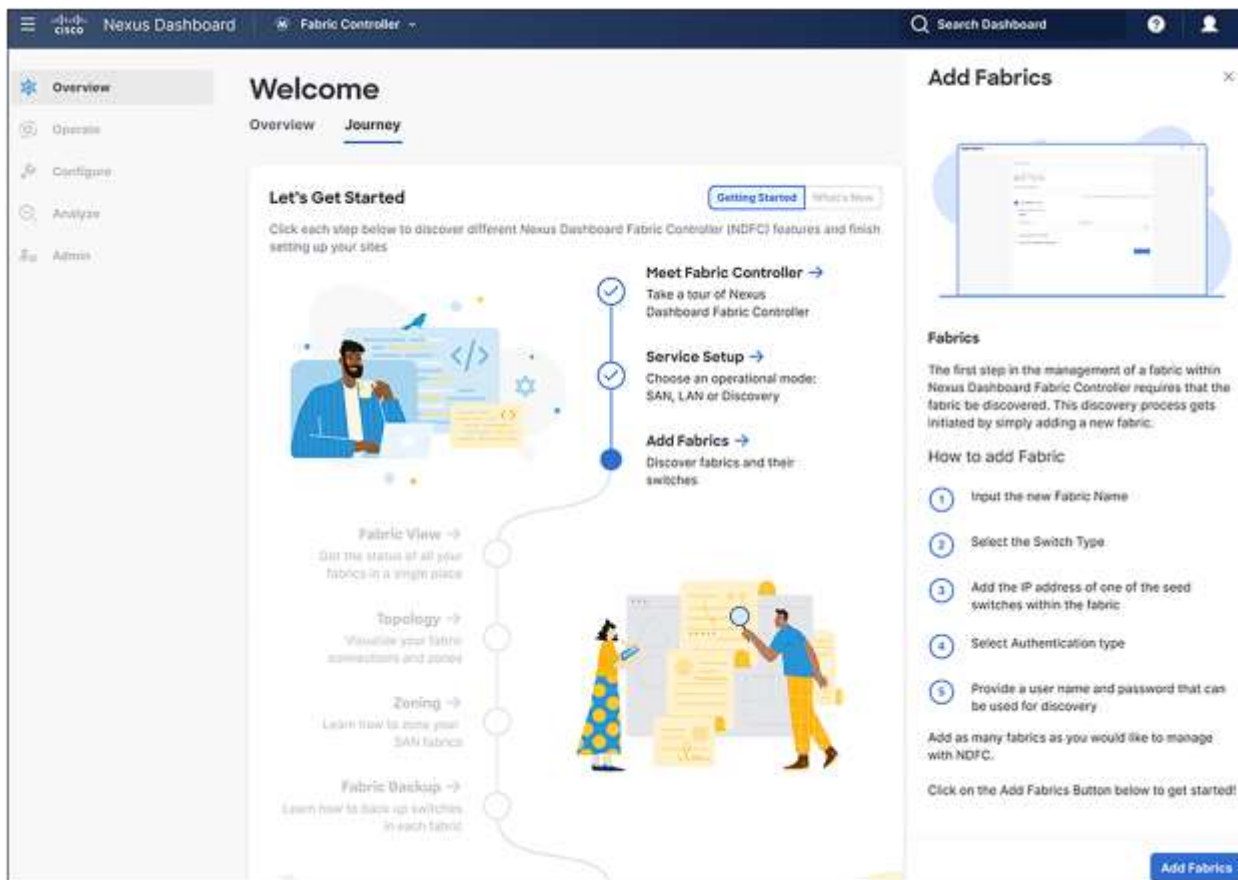 cisco Nexus Dashboard
Fabric Controller
Search Dashboard
Overview
Operate
Configure
Analyze
Admin
Welcome
Overview Journey
Let's Get Started
Getting Started What's New
Click each step below to discover different Nexus Dashboard Fabric Controller (NDFC) features and finish
setting up your sites
Meet Fabric Controller →
Take a tour of Nexus
Dashboard Fabric Controller
Service Setup →
Choose an operational mode:
SAN, LAN or Discovery
Add Fabrics →
Discover fabrics and their
switches
Fabric View →
Get the status of all your
fabrics in a single place
Topology →
Visualize your fabric
connections and zones
Zoning →
Learn how to zone your
SAN fabrics
Fabric Backup →
Learn how to back up switches
in each fabric
Add Fabrics
Fabrics
The first step in the management of a fabric within
Nexus Dashboard Fabric Controller requires that the
fabric be discovered. This discovery process gets
initiated by simply adding a new fabric.
How to add Fabric
1 Input the new Fabric Name
2 Select the Switch Type
3 Add the IP address of one of the seed
switches within the fabric
4 Select Authentication type
5 Provide a user name and password that can
be used for discovery
Add as many fabrics as you would like to manage
with NDFC.
Click on the Add Fabrics Button below to get started!
Add Fabrics